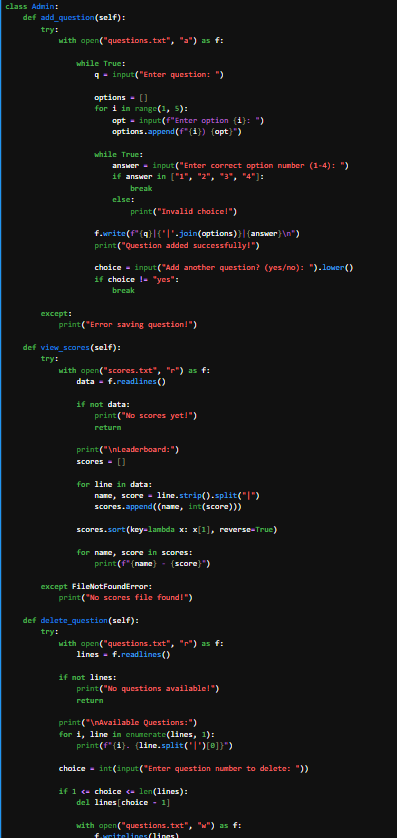 class Admin:
    def add_question(self):
        try:
            with open("questions.txt", "a") as f:

                while True:
                    q = input("Enter question: ")

                    options = []
                    for i in range(1, 5):
                        opt = input(f"Enter option {i}: ")
                        options.append(f"{i}) {opt}")

                    while True:
                        answer = input("Enter correct option number (1-4): ")
                        if answer in ["1", "2", "3", "4"]:
                            break
                        else:
                            print("Invalid choice!")

                    f.write(f"{q}|{'|'.join(options)}|{answer}\n")
                    print("Question added successfully!")

                    choice = input("Add another question? (yes/no): ").lower()
                    if choice != "yes":
                        break

        except:
            print("Error saving question!")

    def view_scores(self):
        try:
            with open("scores.txt", "r") as f:
                data = f.readlines()

                if not data:
                    print("No scores yet!")
                    return

                print("\nLeaderboard:")
                scores = []

                for line in data:
                    name, score = line.strip().split("|")
                    scores.append((name, int(score)))

                scores.sort(key=lambda x: x[1], reverse=True)

                for name, score in scores:
                    print(f"{name} - {score}")

        except FileNotFoundError:
            print("No scores file found!")

    def delete_question(self):
        try:
            with open("questions.txt", "r") as f:
                lines = f.readlines()

            if not lines:
                print("No questions available!")
                return

            print("\nAvailable Questions:")
            for i, line in enumerate(lines, 1):
                print(f"{i}. {line.split('|')[0]}")

            choice = int(input("Enter question number to delete: "))

            if 1 <= choice <= len(lines):
                del lines[choice - 1]

                with open("questions.txt", "w") as f:
                    f.writelines(lines)